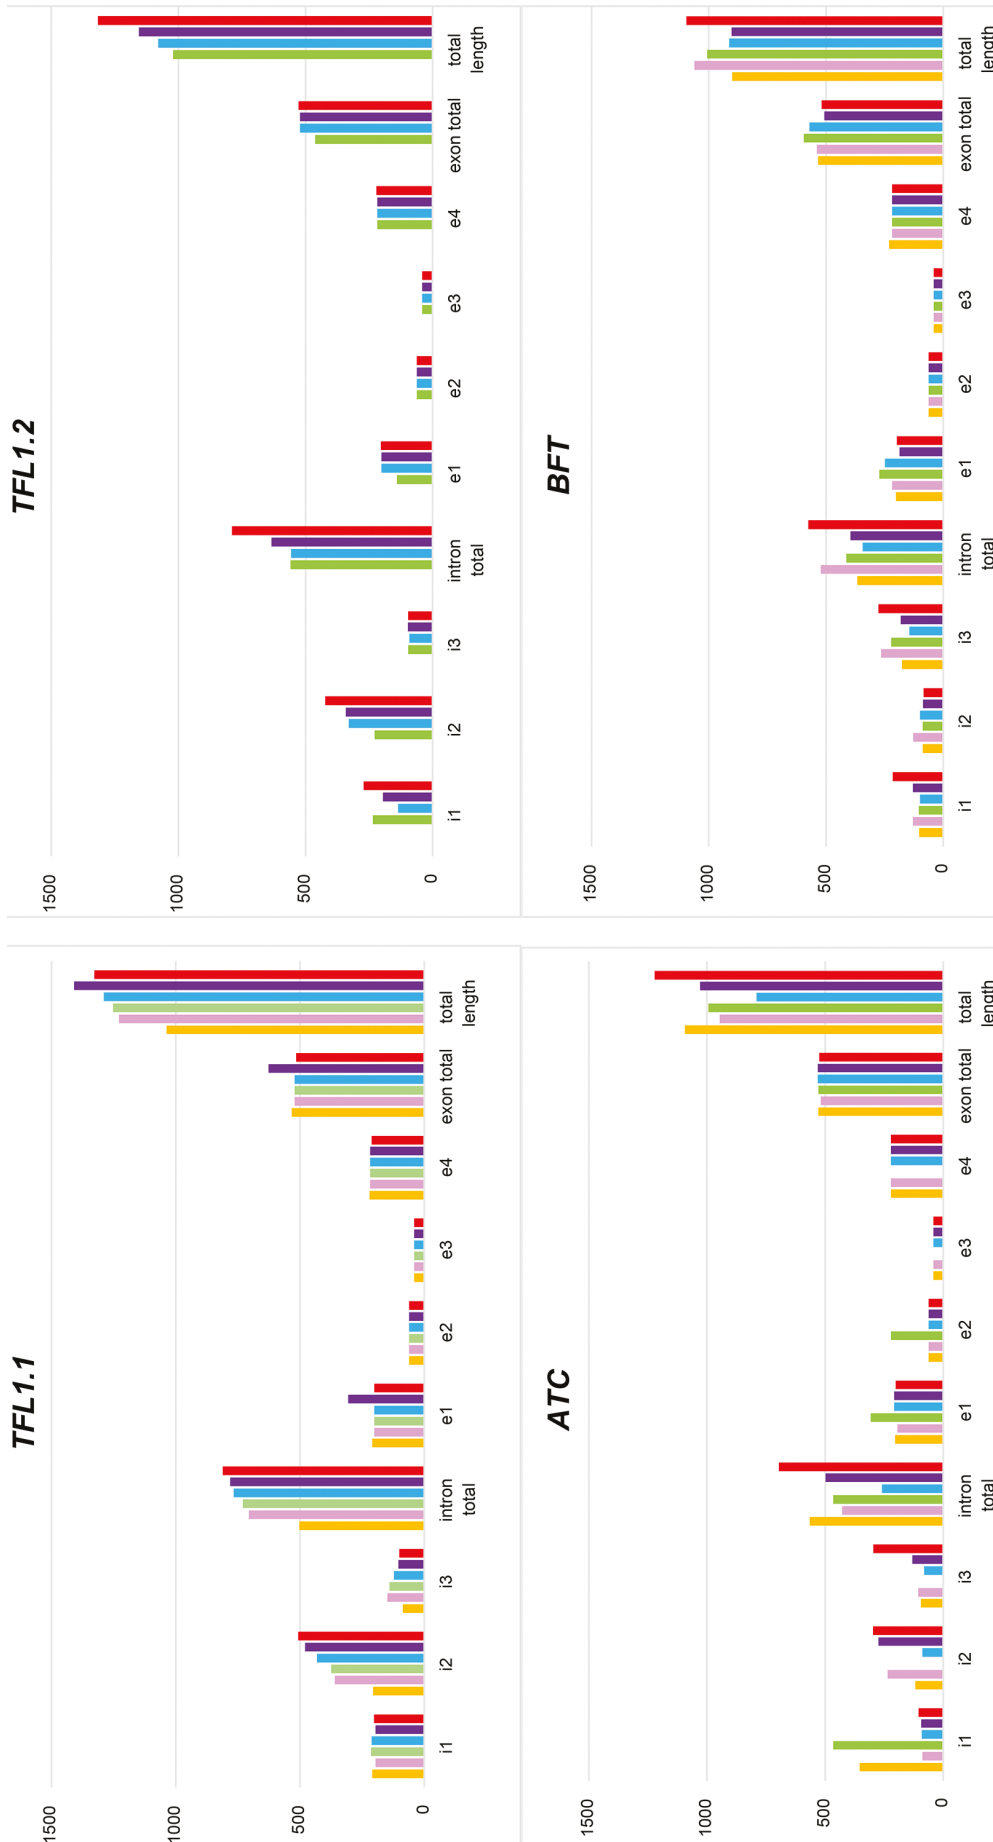 TFL1.1
1500
1000
500
0
i1
i2
i3
intron
total
e1
e2
e3
e4
exon total
total
length
TFL1.2
1500
1000
500
0
i1
i2
i3
intron
total
e1
e2
e3
e4
exon total
total
length
ATC
1500
1000
500
0
i1
i2
i3
intron
total
e1
e2
e3
e4
exon total
total
length
BFT
1500
1000
500
0
i1
i2
i3
intron
total
e1
e2
e3
e4
exon total
total
length